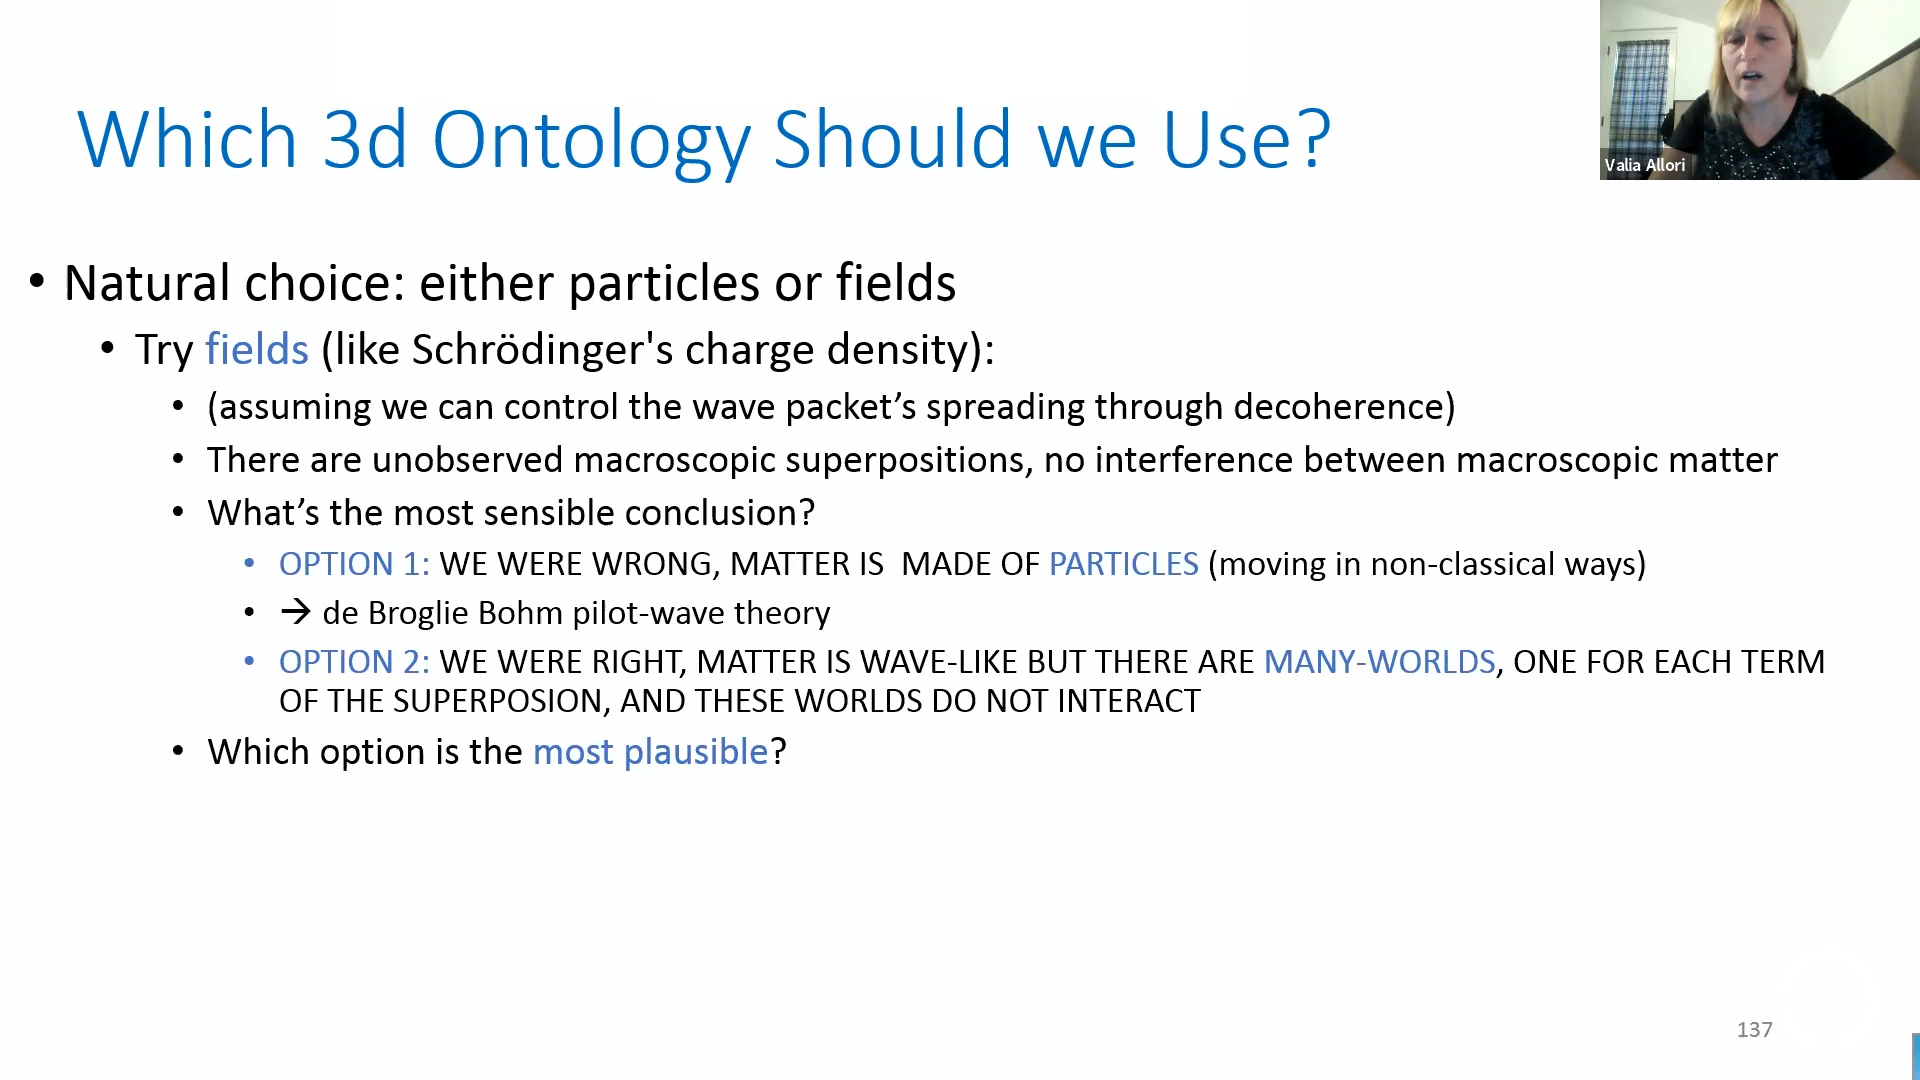 Which 3d Ontology Should we Use?
Valia Allori
• Natural choice: either particles or fields
• Try fields (like Schrödinger's charge density):
• (assuming we can control the wave packet’s spreading through decoherence)
• There are unobserved macroscopic superpositions, no interference between macroscopic matter
• What’s the most sensible conclusion?
• OPTION 1: WE WERE WRONG, MATTER IS  MADE OF PARTICLES (moving in non-classical ways)
• → de Broglie Bohm pilot-wave theory
• OPTION 2: WE WERE RIGHT, MATTER IS WAVE-LIKE BUT THERE ARE MANY-WORLDS, ONE FOR EACH TERM
OF THE SUPERPOSION, AND THESE WORLDS DO NOT INTERACT
• Which option is the most plausible?
137